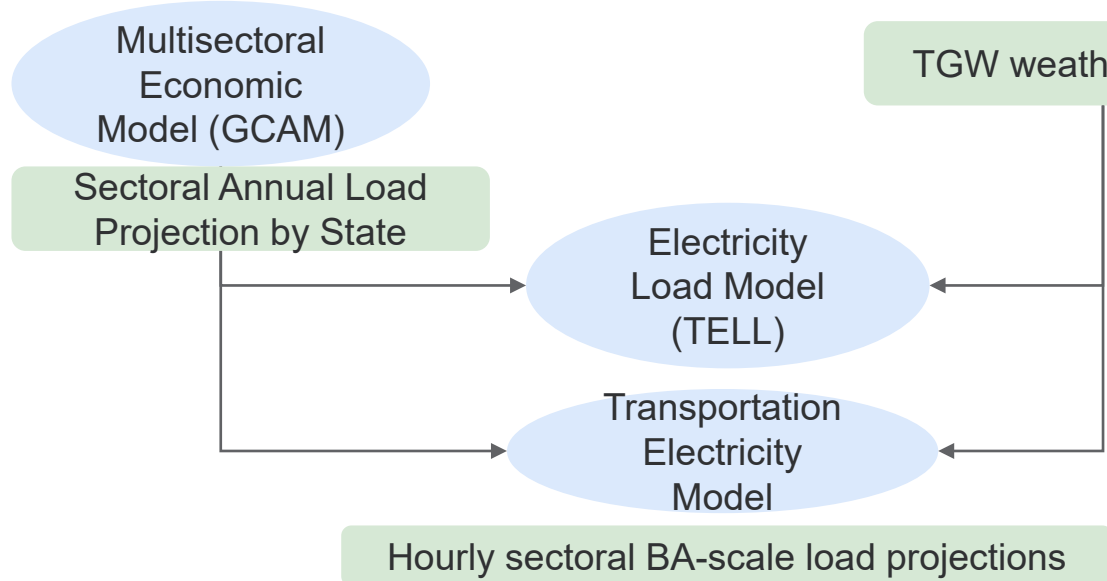 Multisectoral
Economic
Model (GCAM)
TGW weath
Sectoral Annual Load
Projection by State
Electricity
Load Model
(TELL)
Transportation
Electricity
Model
Hourly sectoral BA-scale load projections